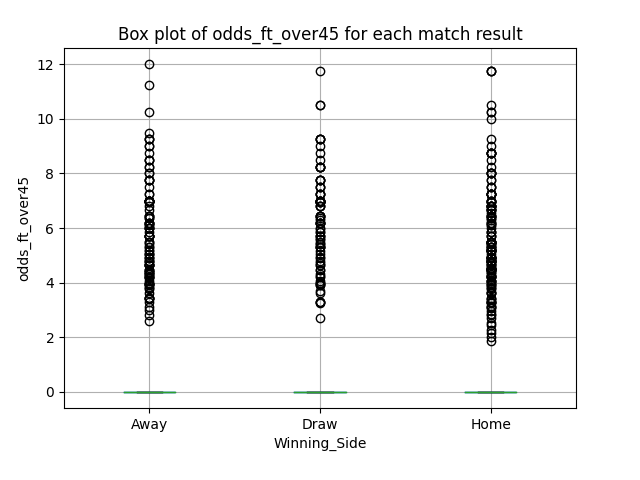 Box plot of odds_ft_over45 for each match result
12
10
8
6
4
2
0
odds_ft_over45
Away Draw Home
Winning_Side